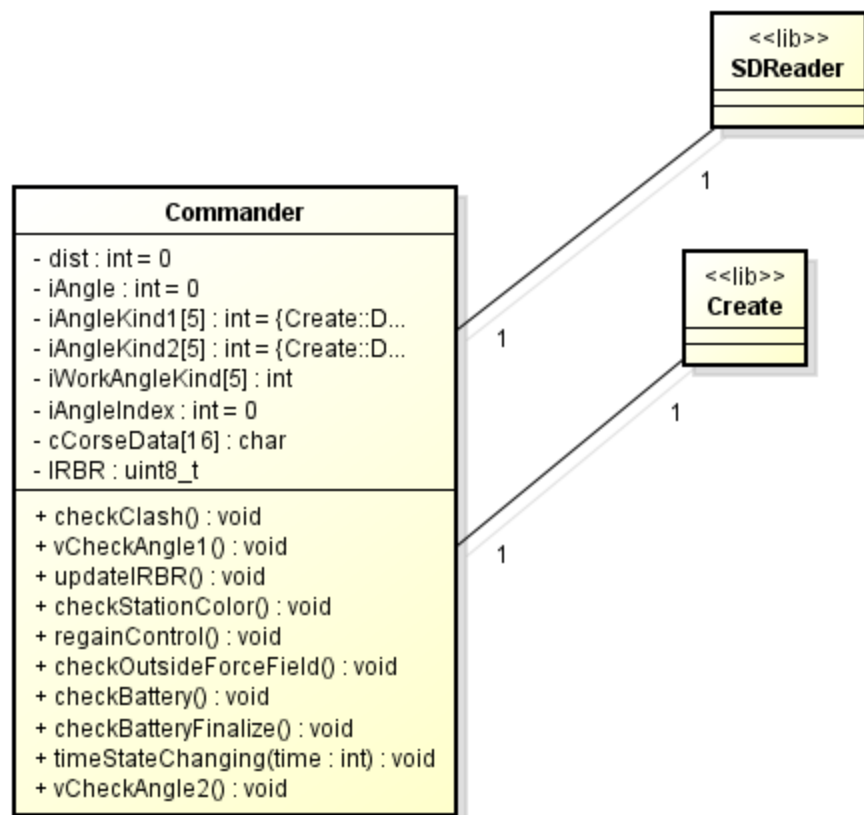 <<lib>>
SDReader
1
Commander
- dist : int = 0
- iAngle : int = 0
- iAngleKind1[5] : int = {Create::D...
- iAngleKind2[5] : int = {Create::D...
- iWorkAngleKind[5] : int
- iAngleIndex : int = 0
- cCorseData[16] : char
- IRBR : uint8_t
+ checkClash() : void
+ vCheckAngle1() : void
+ updateIRBR() : void
+ checkStationColor() : void
+ regainControl() : void
+ checkOutsideForceField() : void
+ checkBattery() : void
+ checkBatteryFinalize() : void
+ timeStateChanging(time : int) : void
+ vCheckAngle2() : void
1
<<lib>>
Create
1
1